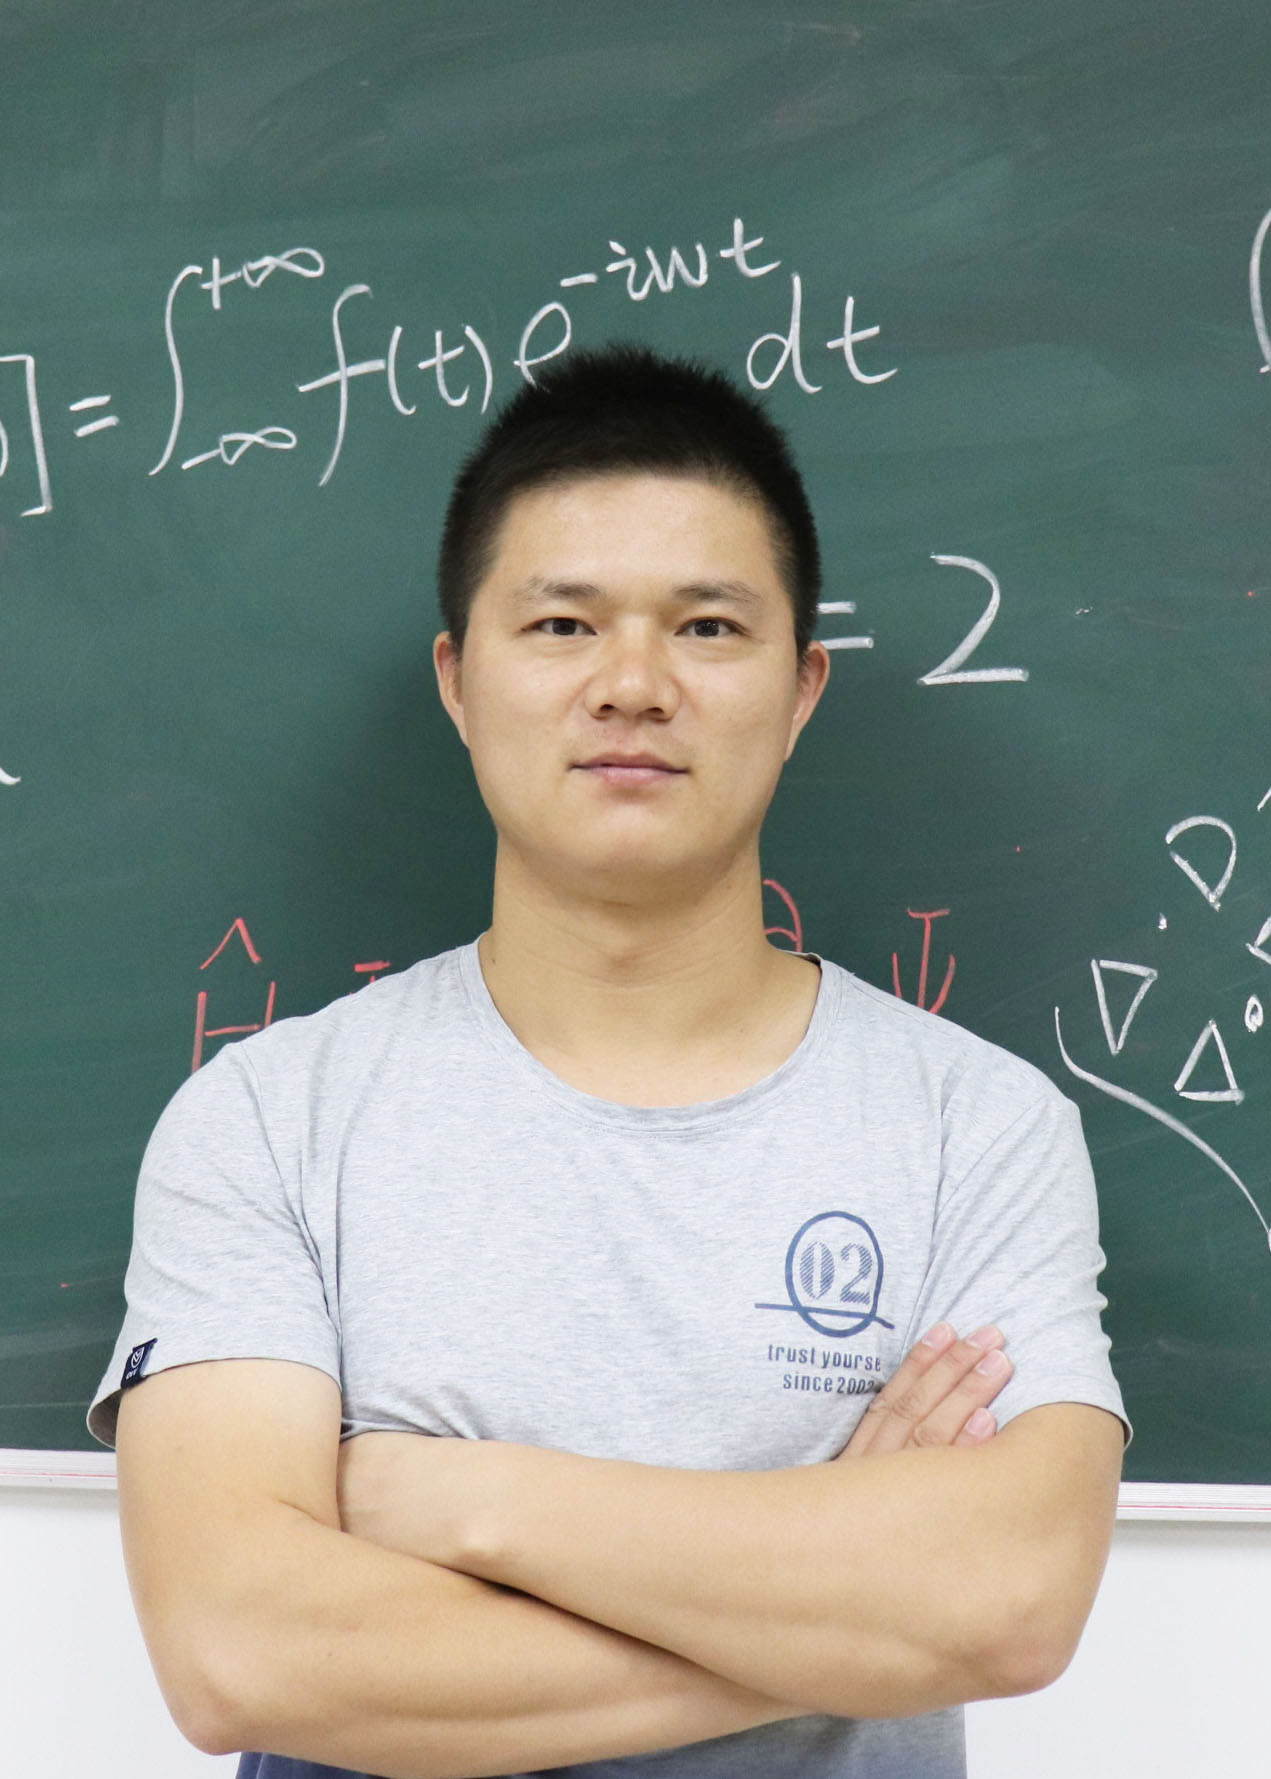 ] = ∫_{-∞}^{+∞} f(t) e^{-iwt} dt
= 2
Ĥ ∂ Ψ
02
trust yourse
since 2002